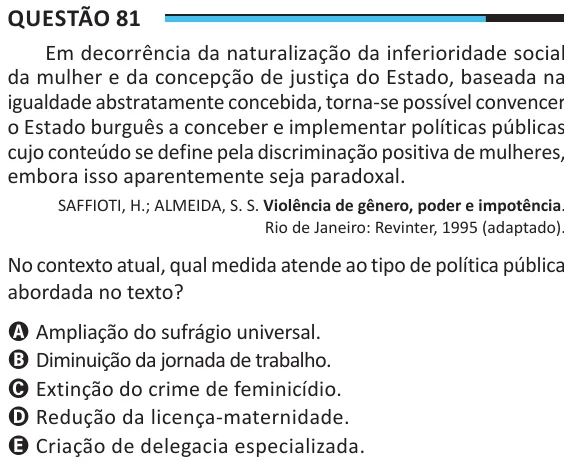 QUESTÃO 81
Em decorrência da naturalização da inferioridade social
da mulher e da concepção de justiça do Estado, baseada na
igualdade abstratamente concebida, torna-se possível convencer
o Estado burguês a conceber e implementar políticas públicas
cujo conteúdo se define pela discriminação positiva de mulheres,
embora isso aparentemente seja paradoxal.
SAFFIOTI, H.; ALMEIDA, S. S. Violência de gênero, poder e impotência.
Rio de Janeiro: Revinter, 1995 (adaptado).
No contexto atual, qual medida atende ao tipo de política pública
abordada no texto?
A Ampliação do sufrágio universal.
B Diminuição da jornada de trabalho.
C Extinção do crime de feminicídio.
D Redução da licença-maternidade.
E Criação de delegacia especializada.